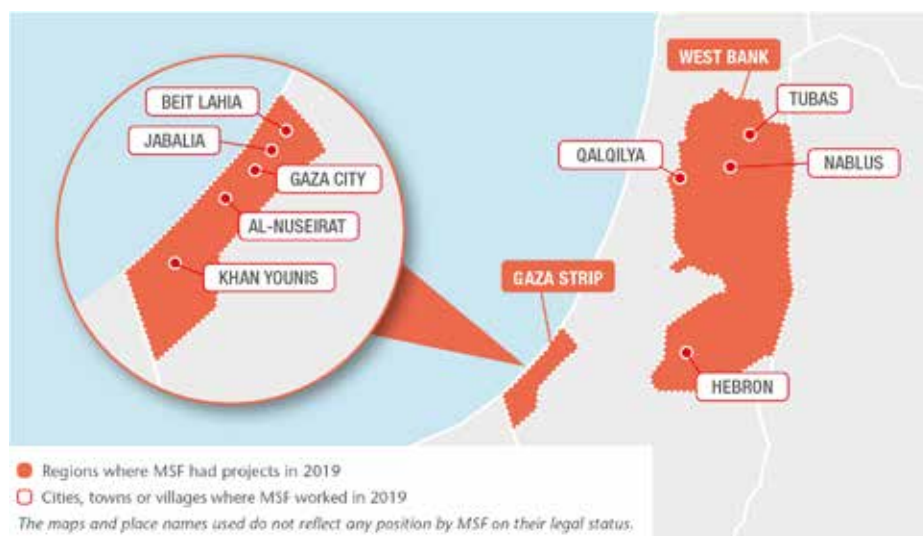 WEST BANK
BEIT LAHIA
TUBAS
JABALIA
QALQILYA
NABLUS
GAZA CITY
AL-NUSEIRAT
KHAN YOUNIS
GAZA STRIP
HEBRON
Regions where MSF had projects in 2019
Cities, towns or villages where MSF worked in 2019
The maps and place names used do not reflect any position by MSF on their legal status.